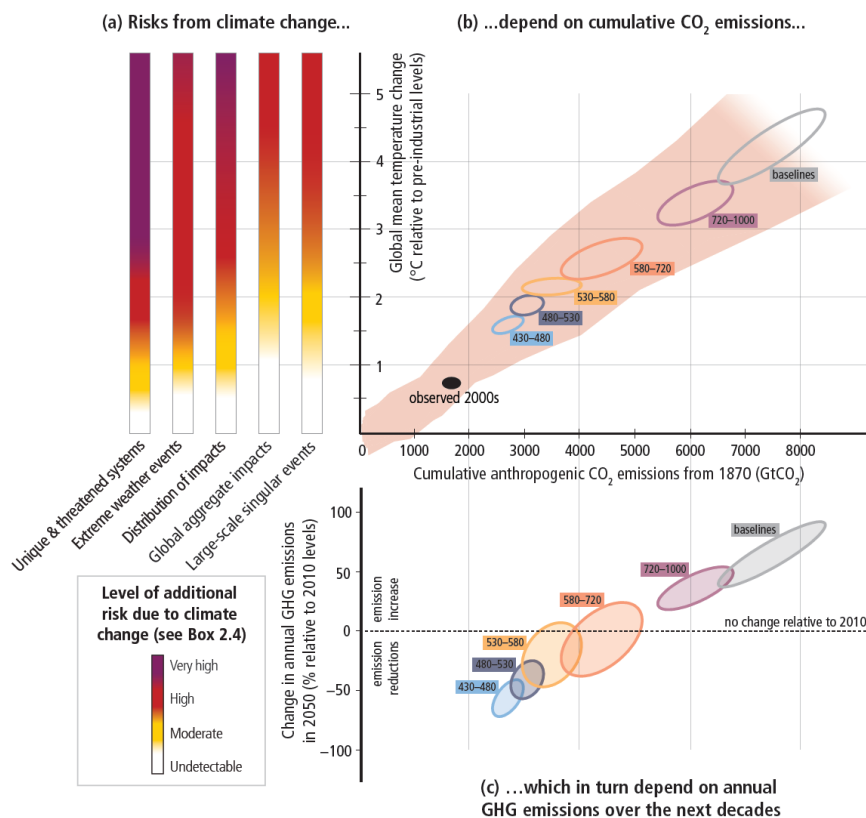 (a) Risks from climate change...
(b) ...depend on cumulative CO₂ emissions...
Global mean temperature change
(°C relative to pre-industrial levels)
5
4
3
2
1
baselines
720–1000
580–720
530–580
480–530
430–480
observed 2000s
0
1000
2000
3000
4000
5000
6000
7000
8000
Cumulative anthropogenic CO₂ emissions from 1870 (GtCO₂)
Unique & threatened systems
Extreme weather events
Distribution of impacts
Global aggregate impacts
Large-scale singular events
Level of additional
risk due to climate
change (see Box 2.4)
Very high
High
Moderate
Undetectable
Change in annual GHG emissions
in 2050 (% relative to 2010 levels)
100
50
0
−50
−100
emission
increase
emission
reductions
baselines
720–1000
580–720
no change relative to 2010
530–580
480–530
430–480
(c) ...which in turn depend on annual
GHG emissions over the next decades